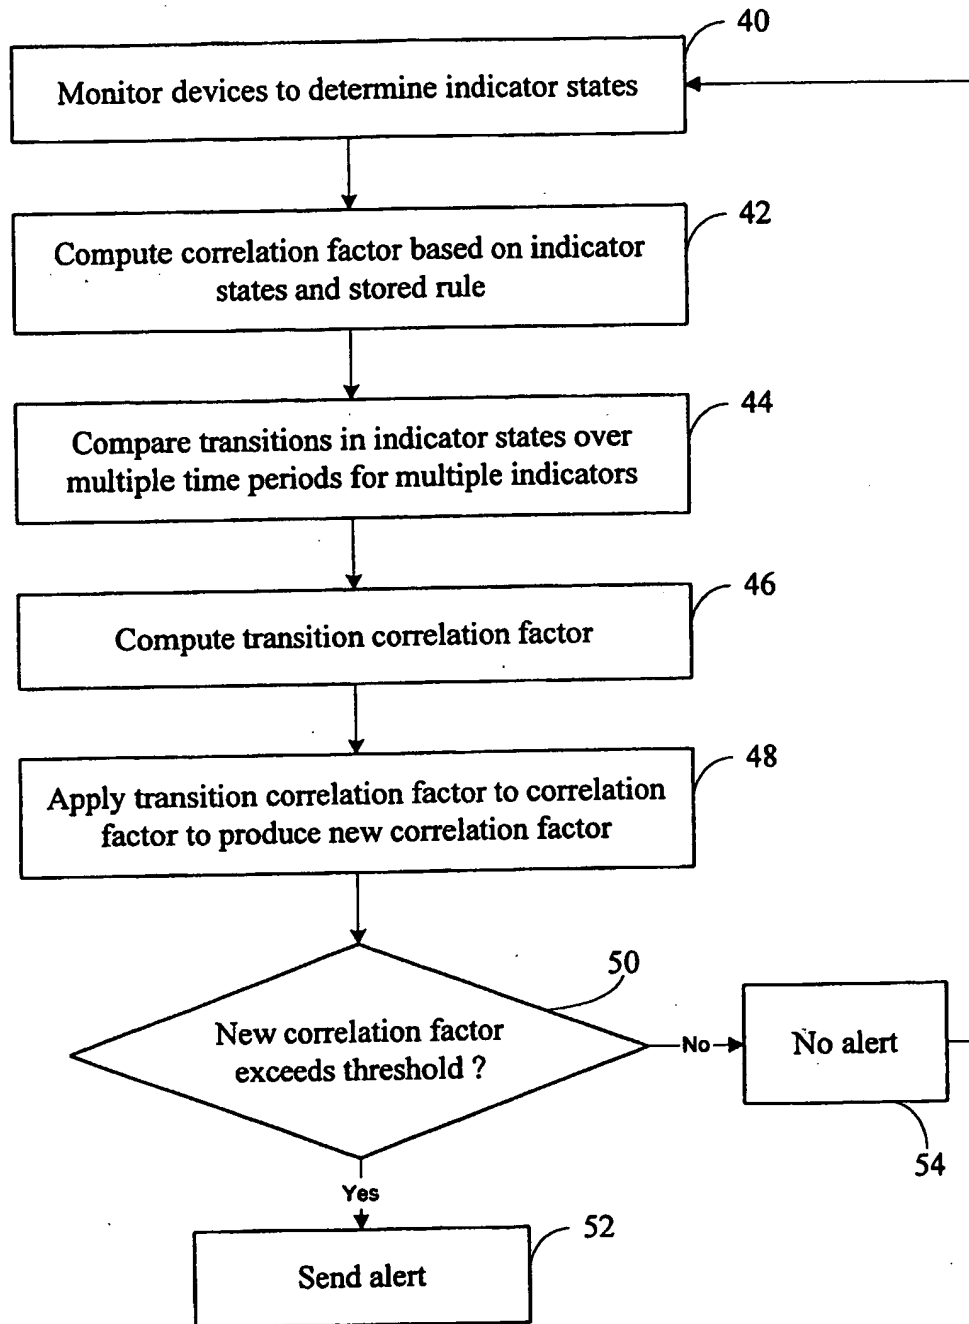 40
Monitor devices to determine indicator states
42
Compute correlation factor based on indicator
states and stored rule
44
Compare transitions in indicator states over
multiple time periods for multiple indicators
46
Compute transition correlation factor
48
Apply transition correlation factor to correlation
factor to produce new correlation factor
50
New correlation factor
exceeds threshold ?
No
No alert
54
Yes
52
Send alert